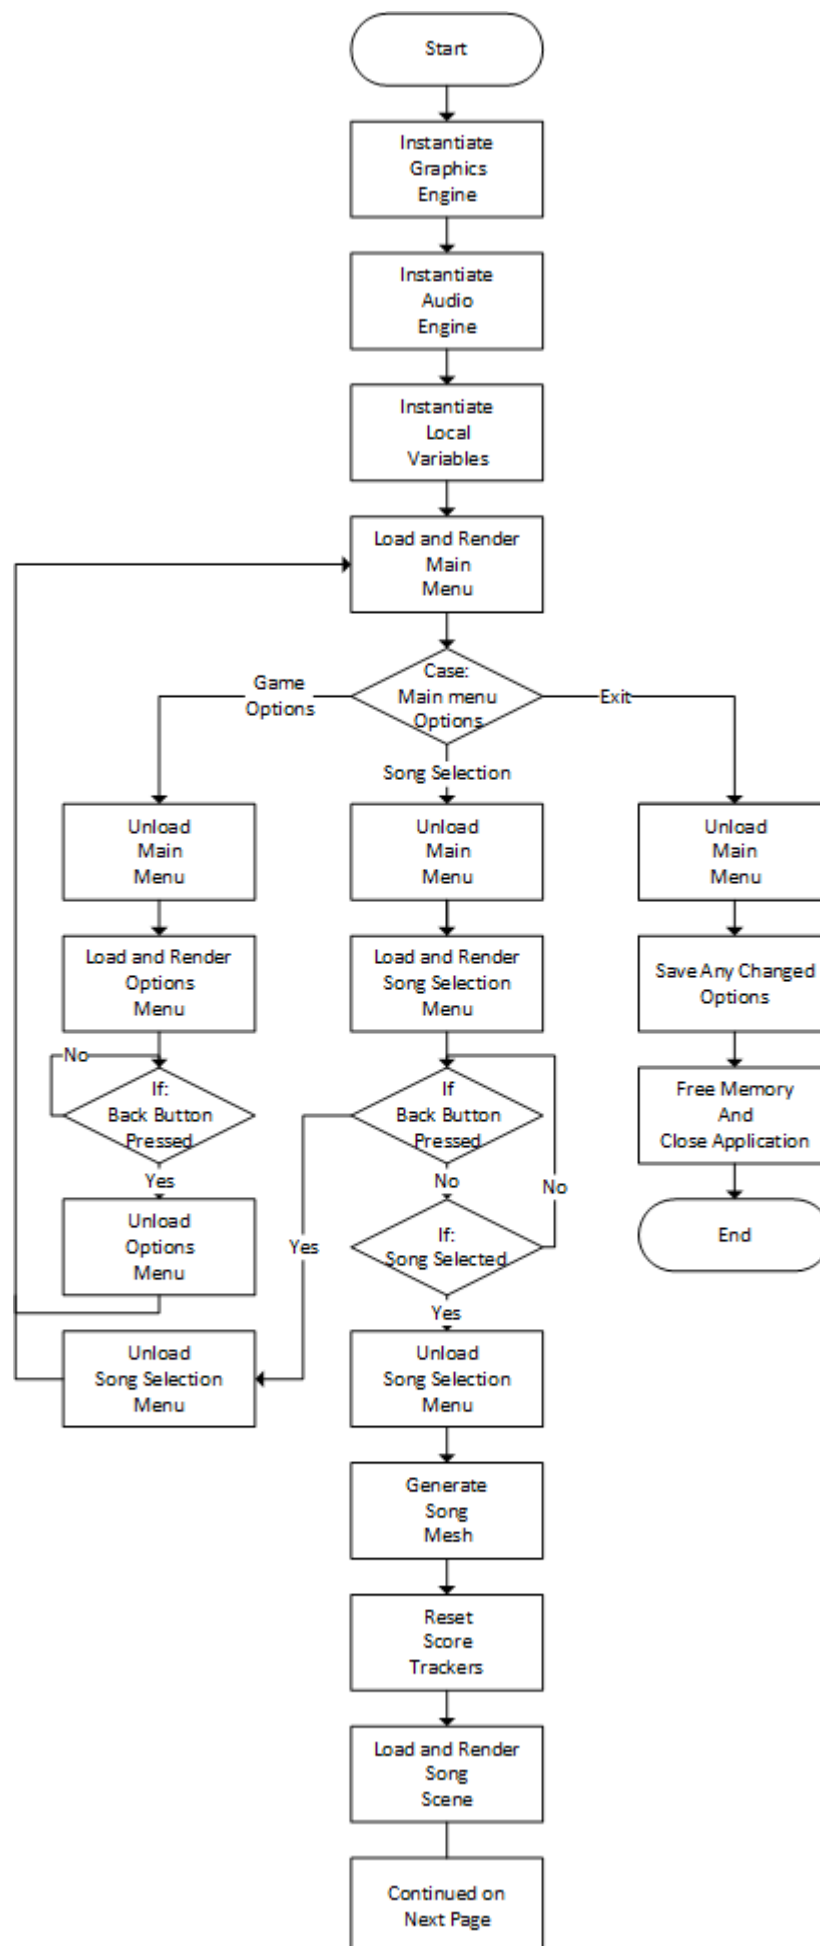 Start
Instantiate
Graphics
Engine
Instantiate
Audio
Engine
Instantiate
Local
Variables
Load and Render
Main
Menu
Case:
Main menu
Options
Game
Options
Exit
Song Selection
Unload
Main
Menu
Unload
Main
Menu
Unload
Main
Menu
Load and Render
Options
Menu
Load and Render
Song Selection
Menu
Save Any Changed
Options
No
If:
Back Button
Pressed
If
Back Button
Pressed
Free Memory
And
Close Application
Yes
No
No
Unload
Options
Menu
Yes
If:
Song Selected
End
Yes
Unload
Song Selection
Menu
Unload
Song Selection
Menu
Generate
Song
Mesh
Reset
Score
Trackers
Load and Render
Song
Scene
Continued on
Next Page